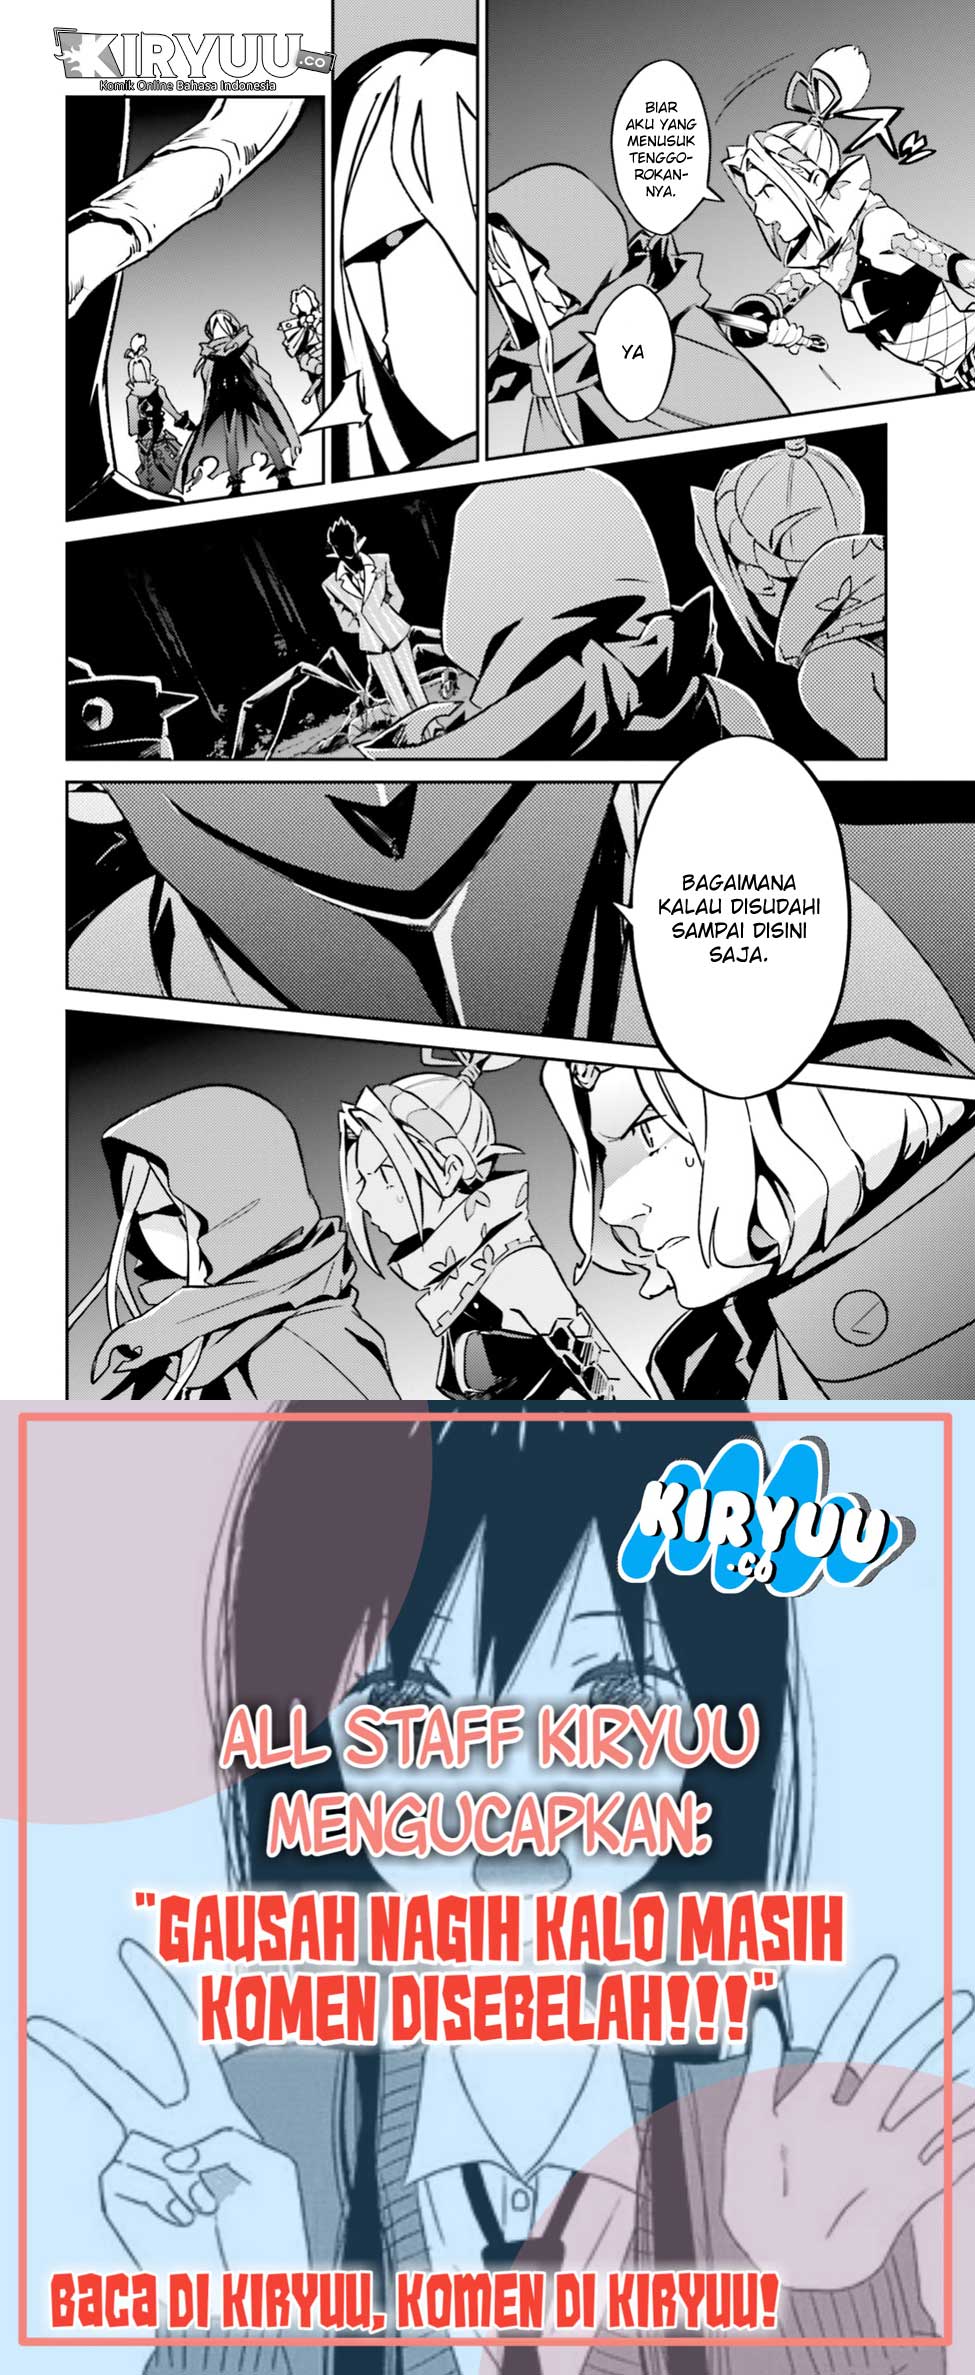 KIRYUU.CO
Komik Online Bahasa Indonesia
BIAR
AKU YANG
MENUSUK
TENGGO-
ROKAN-
NYA.
YA
BAGAIMANA
KALAU DISUDAHI
SAMPAI DISINI
SAJA.
KIRYUU
.CO
ALL STAFF KIRYUU
MENGUCAPKAN:
"GAUSAH NAGIH KALO MASIH
KOMEN DISEBELAH!!!"
BACA DI KIRYUU, KOMEN DI KIRYUU!